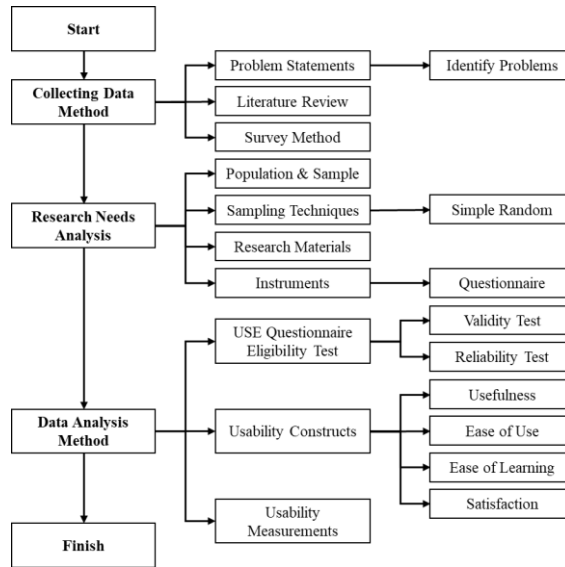 Start
Problem Statements
Identify Problems
Collecting Data
Method
Literature Review
Survey Method
Population & Sample
Research Needs
Analysis
Sampling Techniques
Simple Random
Research Materials
Instruments
Questionnaire
USE Questionnaire
Eligibility Test
Validity Test
Reliability Test
Data Analysis
Method
Usability Constructs
Usefulness
Ease of Use
Ease of Learning
Satisfaction
Usability
Measurements
Finish